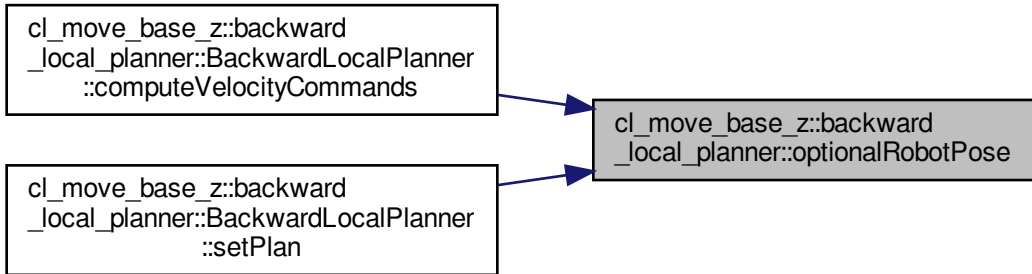 cl_move_base_z::backward
_local_planner::BackwardLocalPlanner
::computeVelocityCommands
cl_move_base_z::backward
_local_planner::optionalRobotPose
cl_move_base_z::backward
_local_planner::BackwardLocalPlanner
::setPlan